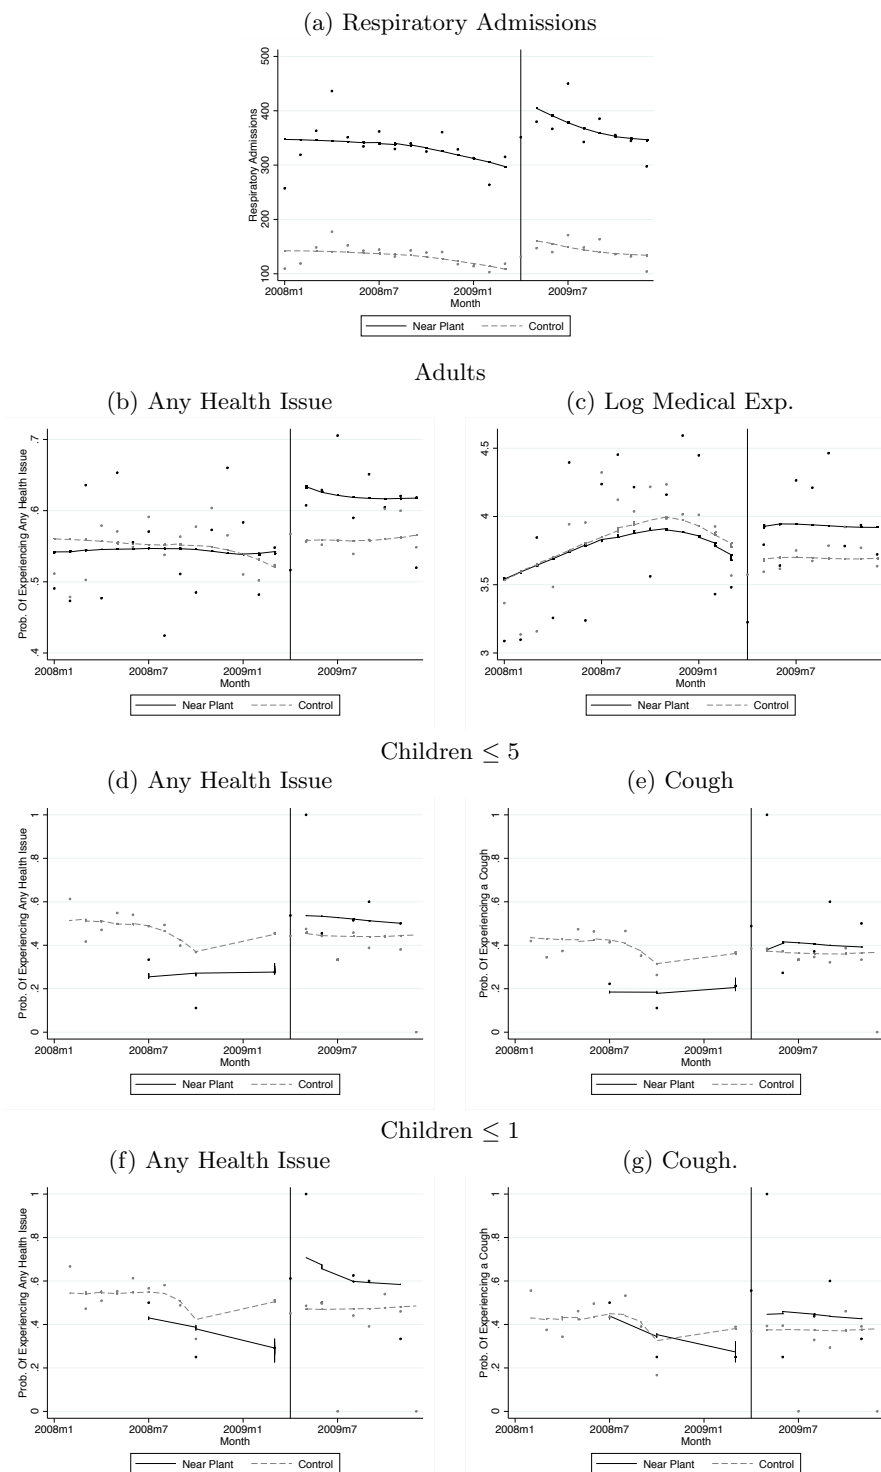 (a) Respiratory Admissions
Respiratory Admissions
500
400
300
200
100
2008m1 2008m7 2009m1 2009m7
Month
Near Plant Control
Adults
(b) Any Health Issue
Prob. Of Experiencing Any Health Issue
.7
.6
.5
.4
2008m1 2008m7 2009m1 2009m7
Month
Near Plant Control
(c) Log Medical Exp.
4.5
4
3.5
3
2008m1 2008m7 2009m1 2009m7
Month
Near Plant Control
Children ≤ 5
(d) Any Health Issue
Prob. Of Experiencing Any Health Issue
1
.8
.6
.4
.2
0
2008m1 2008m7 2009m1 2009m7
Month
Near Plant Control
(e) Cough
Prob. Of Experiencing a Cough
1
.8
.6
.4
.2
0
2008m1 2008m7 2009m1 2009m7
Month
Near Plant Control
Children ≤ 1
(f) Any Health Issue
Prob. Of Experiencing Any Health Issue
1
.8
.6
.4
.2
0
2008m1 2008m7 2009m1 2009m7
Month
Near Plant Control
(g) Cough.
Prob. Of Experiencing a Cough
1
.8
.6
.4
.2
0
2008m1 2008m7 2009m1 2009m7
Month
Near Plant Control